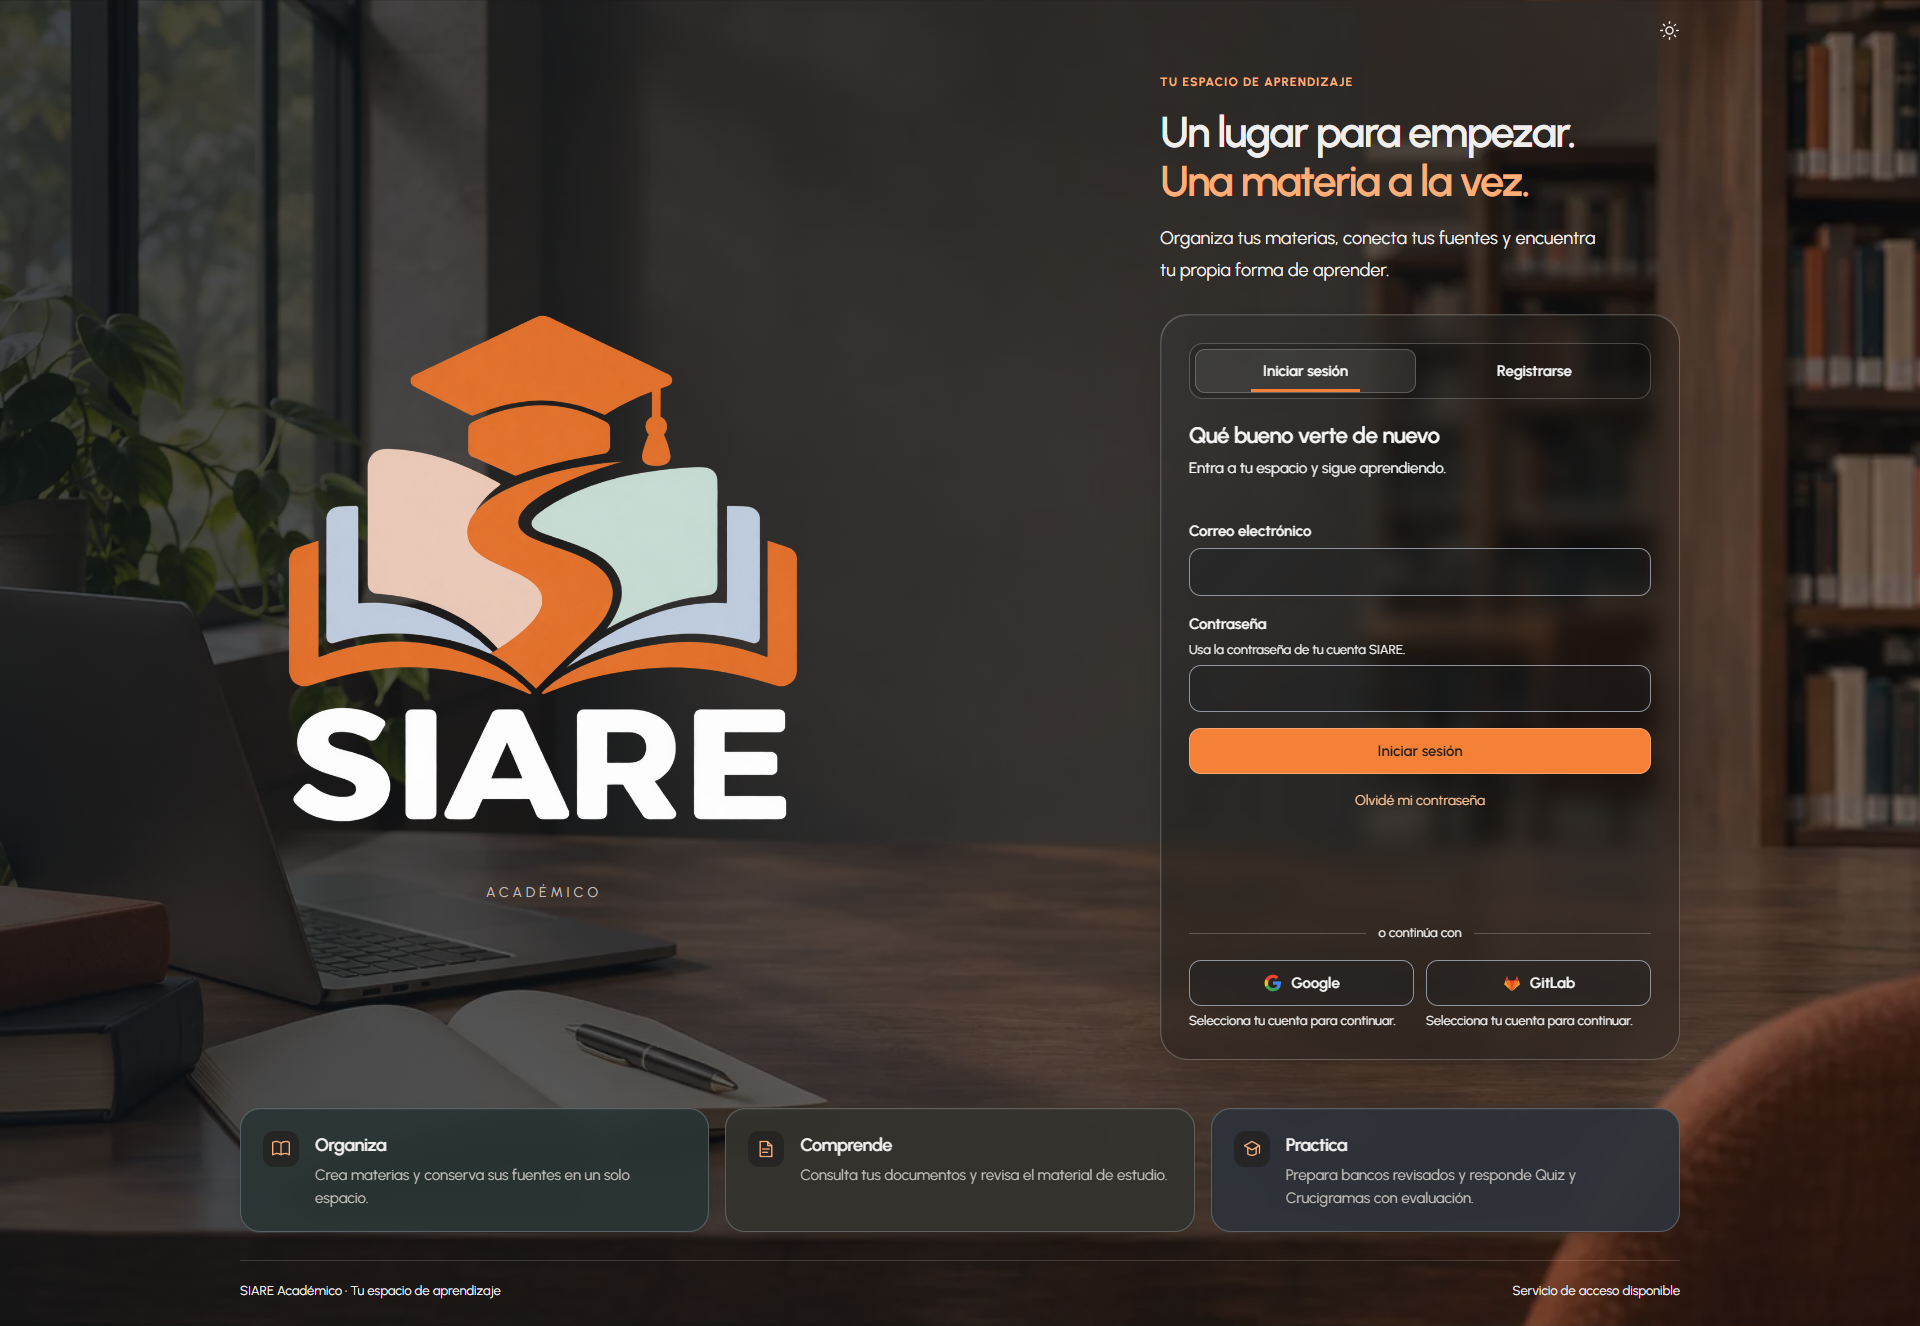 TU ESPACIO DE APRENDIZAJE
Un lugar para empezar.
Una materia a la vez.
Organiza tus materias, conecta tus fuentes y encuentra
tu propia forma de aprender.
SIARE
ACADÉMICO
Iniciar sesión
Registrarse
Qué bueno verte de nuevo
Entra a tu espacio y sigue aprendiendo.
Correo electrónico
Contraseña
Usa la contraseña de tu cuenta SIARE.
Iniciar sesión
Olvidé mi contraseña
o continúa con
Google
GitLab
Selecciona tu cuenta para continuar.
Selecciona tu cuenta para continuar.
Organiza
Crea materias y conserva sus fuentes en un solo
espacio.
Comprende
Consulta tus documentos y revisa el material de estudio.
Practica
Prepara bancos revisados y responde Quiz y
Crucigramas con evaluación.
SIARE Académico · Tu espacio de aprendizaje
Servicio de acceso disponible